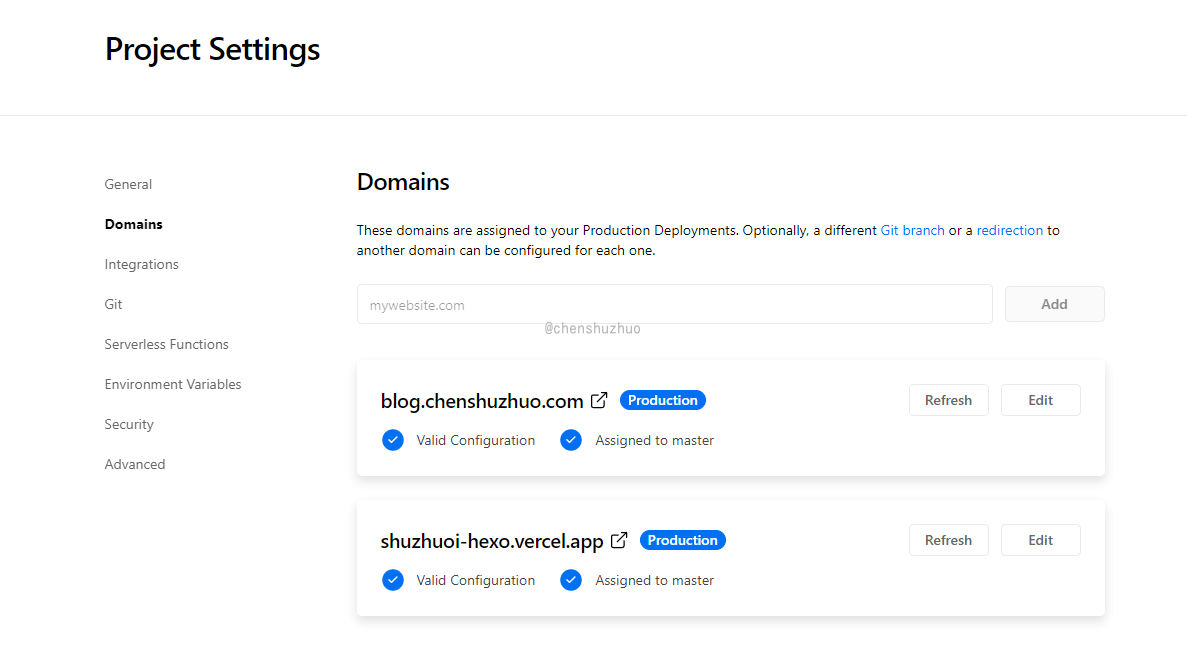 Project Settings
General
Domains
Integrations
Git
Serverless Functions
Environment Variables
Security
Advanced
Domains
These domains are assigned to your Production Deployments. Optionally, a different Git branch or a redirection to
another domain can be configured for each one.
mywebsite.com
Add
@chenshuzhuo
blog.chenshuzhuo.com Production Refresh Edit
Valid Configuration Assigned to master
shuzhuoi-hexo.vercel.app Production Refresh Edit
Valid Configuration Assigned to master